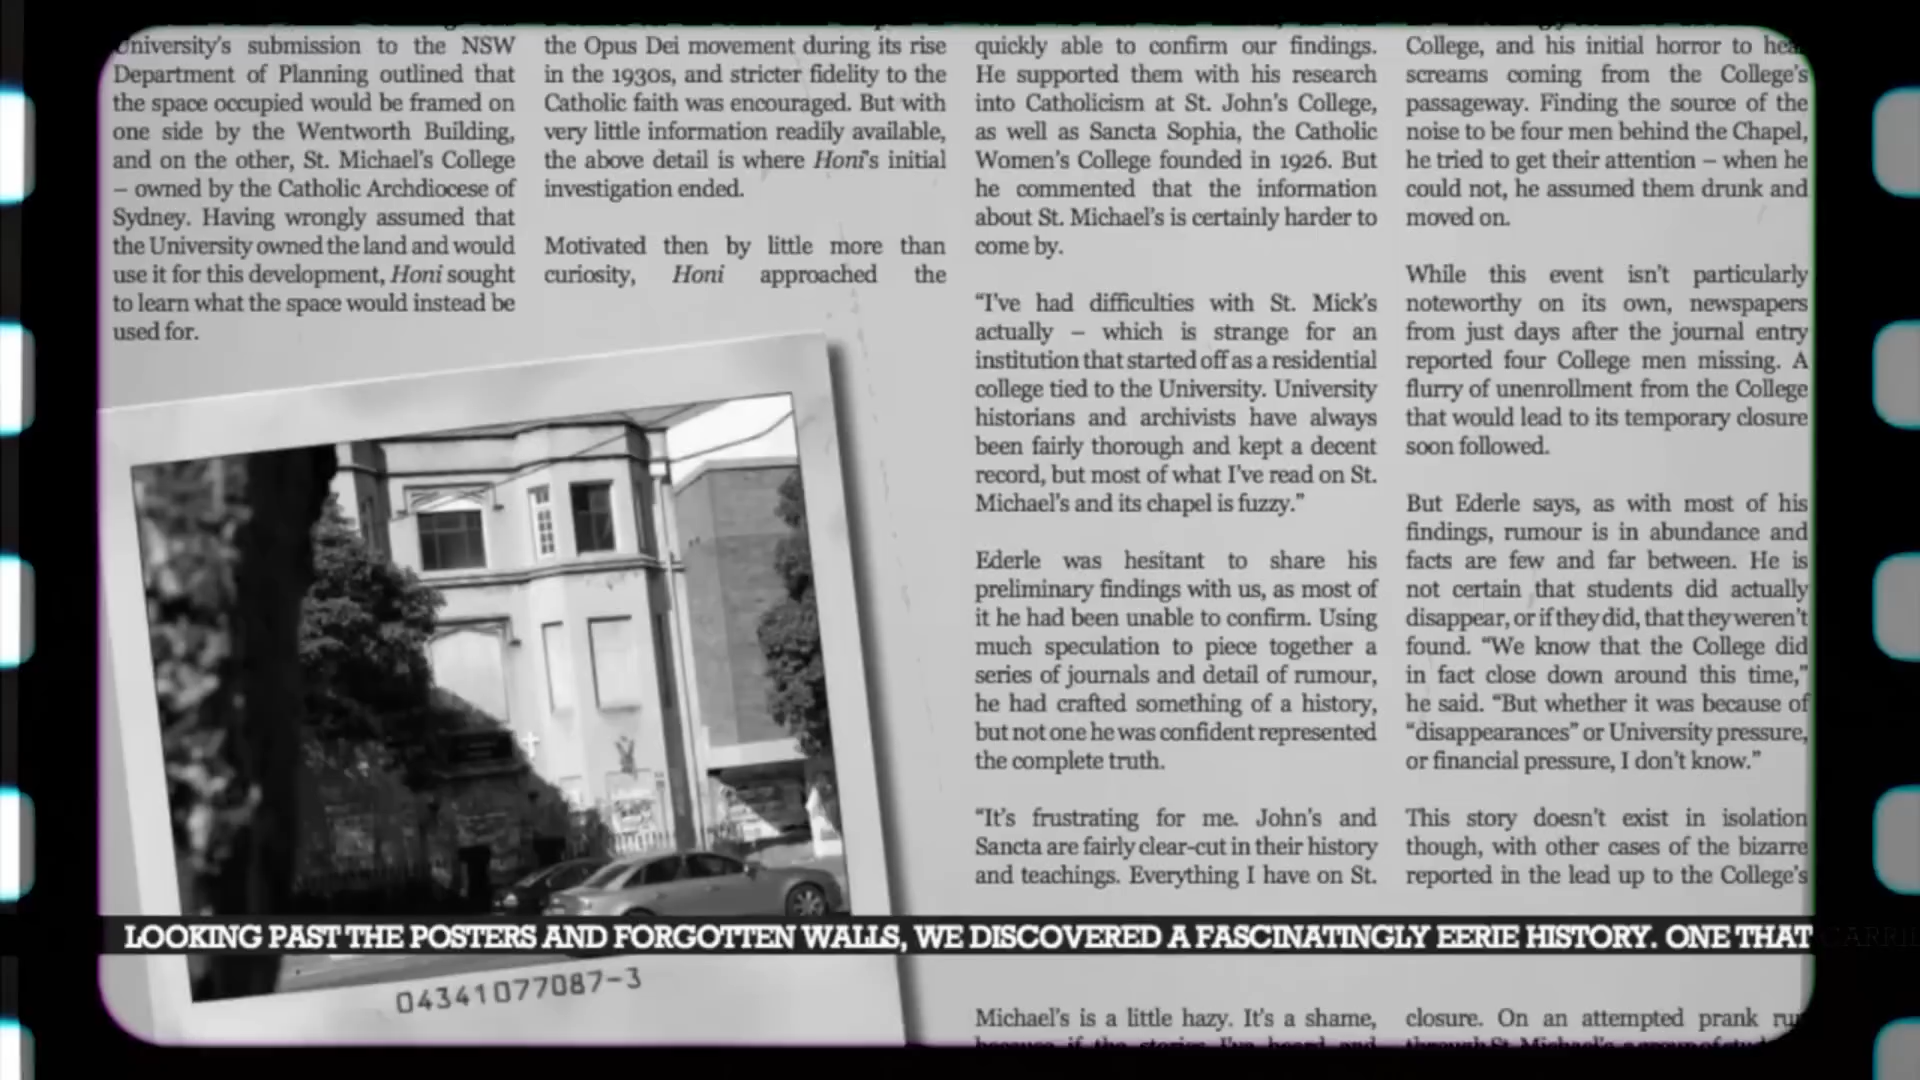 University's submission to the NSW
Department of Planning outlined that
the space occupied would be framed on
one side by the Wentworth Building,
and on the other, St. Michael's College
– owned by the Catholic Archdiocese of
Sydney. Having wrongly assumed that
the University owned the land and would
use it for this development, Honi sought
to learn what the space would instead be
used for.
the Opus Dei movement during its rise
in the 1930s, and stricter fidelity to the
Catholic faith was encouraged. But with
very little information readily available,
the above detail is where Honi's initial
investigation ended.
Motivated then by little more than
curiosity, Honi approached the
quickly able to confirm our findings.
He supported them with his research
into Catholicism at St. John's College,
as well as Sancta Sophia, the Catholic
Women's College founded in 1926. But
he commented that the information
about St. Michael's is certainly harder to
come by.
“I've had difficulties with St. Mick's
actually – which is strange for an
institution that started off as a residential
college tied to the University. University
historians and archivists have always
been fairly thorough and kept a decent
record, but most of what I've read on St.
Michael's and its chapel is fuzzy.”
Ederle was hesitant to share his
preliminary findings with us, as most of
it he had been unable to confirm. Using
much speculation to piece together a
series of journals and detail of rumour,
he had crafted something of a history,
but not one he was confident represented
the complete truth.
“It's frustrating for me. John's and
Sancta are fairly clear-cut in their history
and teachings. Everything I have on St.
Michael's is a little hazy. It's a shame,
because if the stories I've heard and
College, and his initial horror to hear
screams coming from the College's
passageway. Finding the source of the
noise to be four men behind the Chapel,
he tried to get their attention – when he
could not, he assumed them drunk and
moved on.
While this event isn't particularly
noteworthy on its own, newspapers
from just days after the journal entry
reported four College men missing. A
flurry of unenrollment from the College
that would lead to its temporary closure
soon followed.
But Ederle says, as with most of his
findings, rumour is in abundance and
facts are few and far between. He is
not certain that students did actually
disappear, or if they did, that they weren't
found. “We know that the College did
in fact close down around this time,”
he said. “But whether it was because of
“disappearances” or University pressure,
or financial pressure, I don't know.”
This story doesn't exist in isolation
though, with other cases of the bizarre
reported in the lead up to the College's
closure. On an attempted prank run
through St. Michael's, a group of
LOOKING PAST THE POSTERS AND FORGOTTEN WALLS, WE DISCOVERED A FASCINATINGLY EERIE HISTORY. ONE THAT
04341077087-3